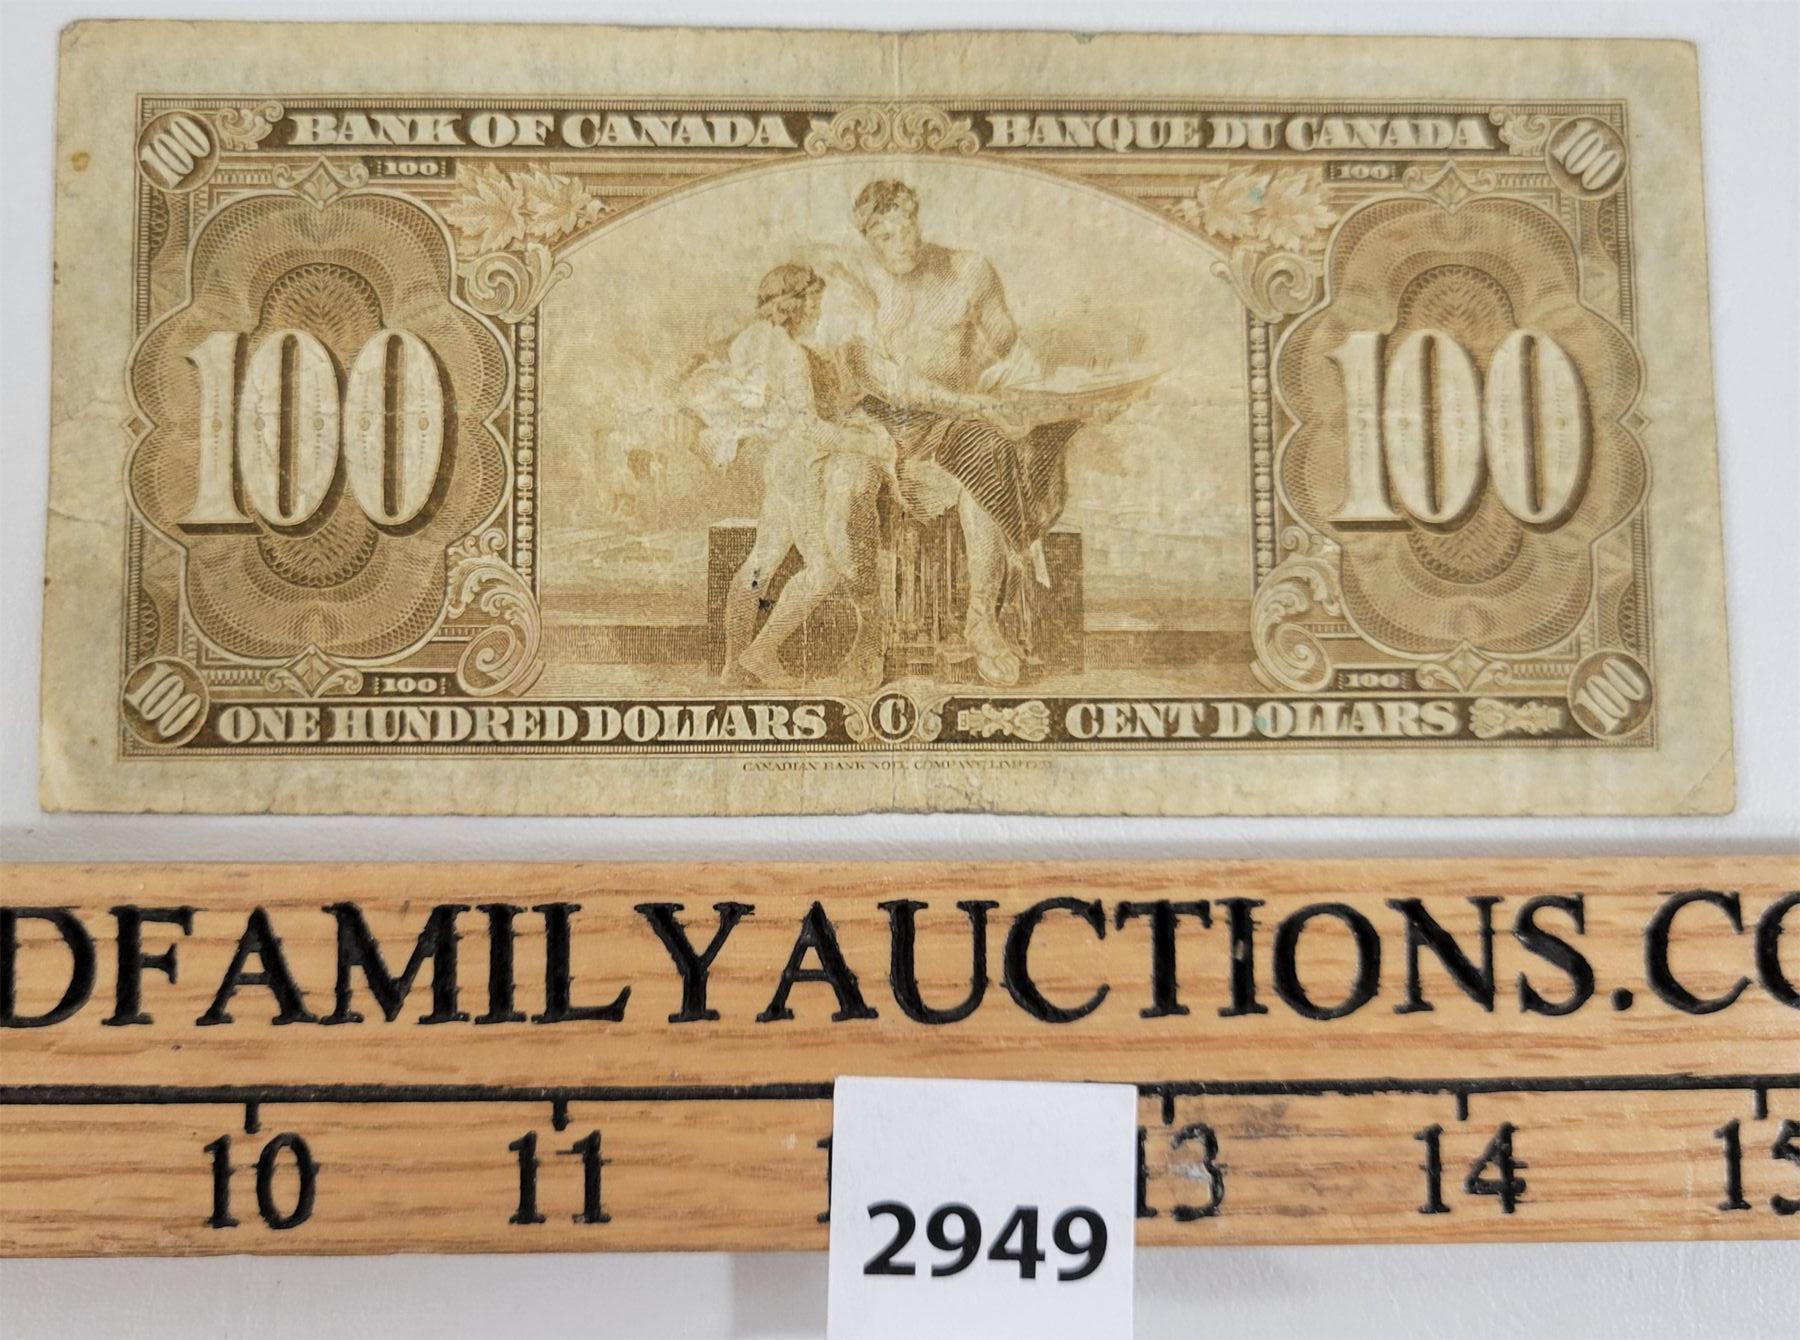 100 BANK OF CANADA BANQUE DU CANADA 100
100 100
100 100
100 100
100 ONE HUNDRED DOLLARS C CENT DOLLARS 100
CANADIAN BANK NOTE COMPANY, LIMITED
DFAMILYAUCTIONS.CO
10 11 13 14 15
2949